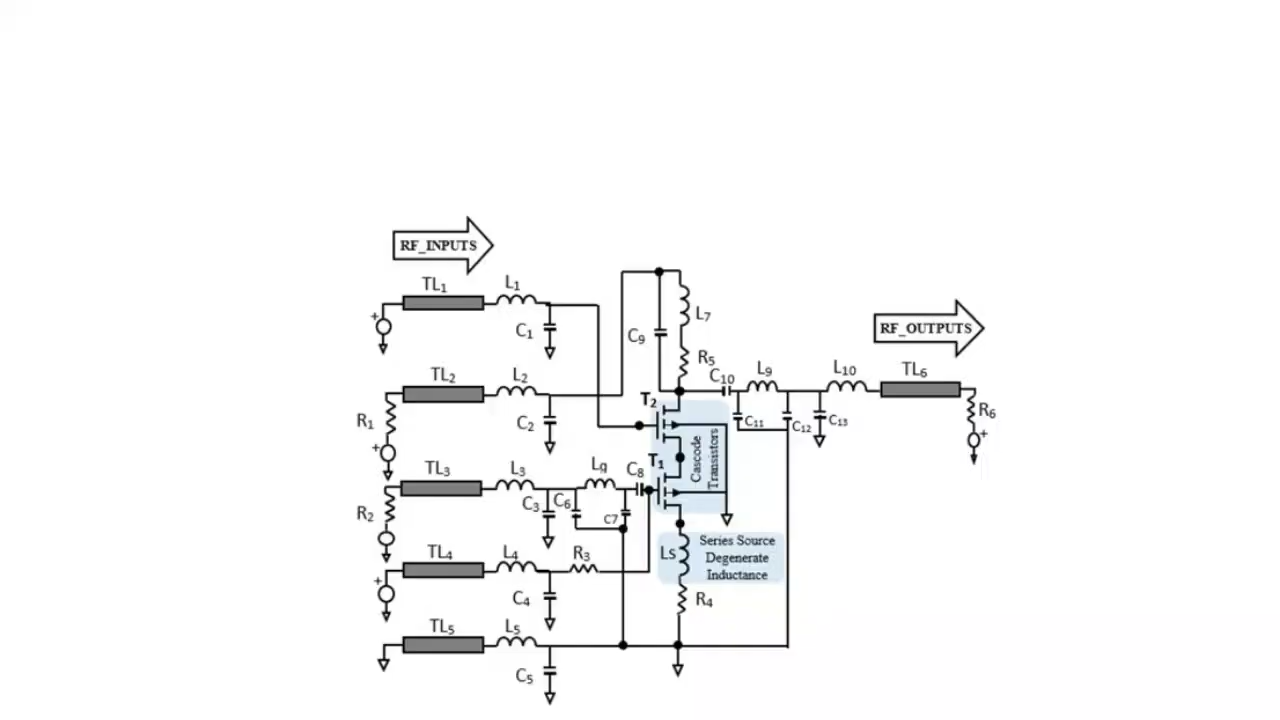 RF_INPUTS
TL₁
L₁
C₁
TL₂
L₂
R₁
C₂
TL₃
L₃
Lg
C₈
R₂
C₃
C₆
C₇
TL₄
L₄
R₃
C₄
TL₅
L₅
C₅
C₉
L₇
R₅
T₂
T₁
Cascode
Transistors
Ls
Series Source
Degenerate
Inductance
R₄
C₁₀
L₉
L₁₀
TL₆
C₁₁
C₁₂
C₁₃
R₆
RF_OUTPUTS
+
+
+
+